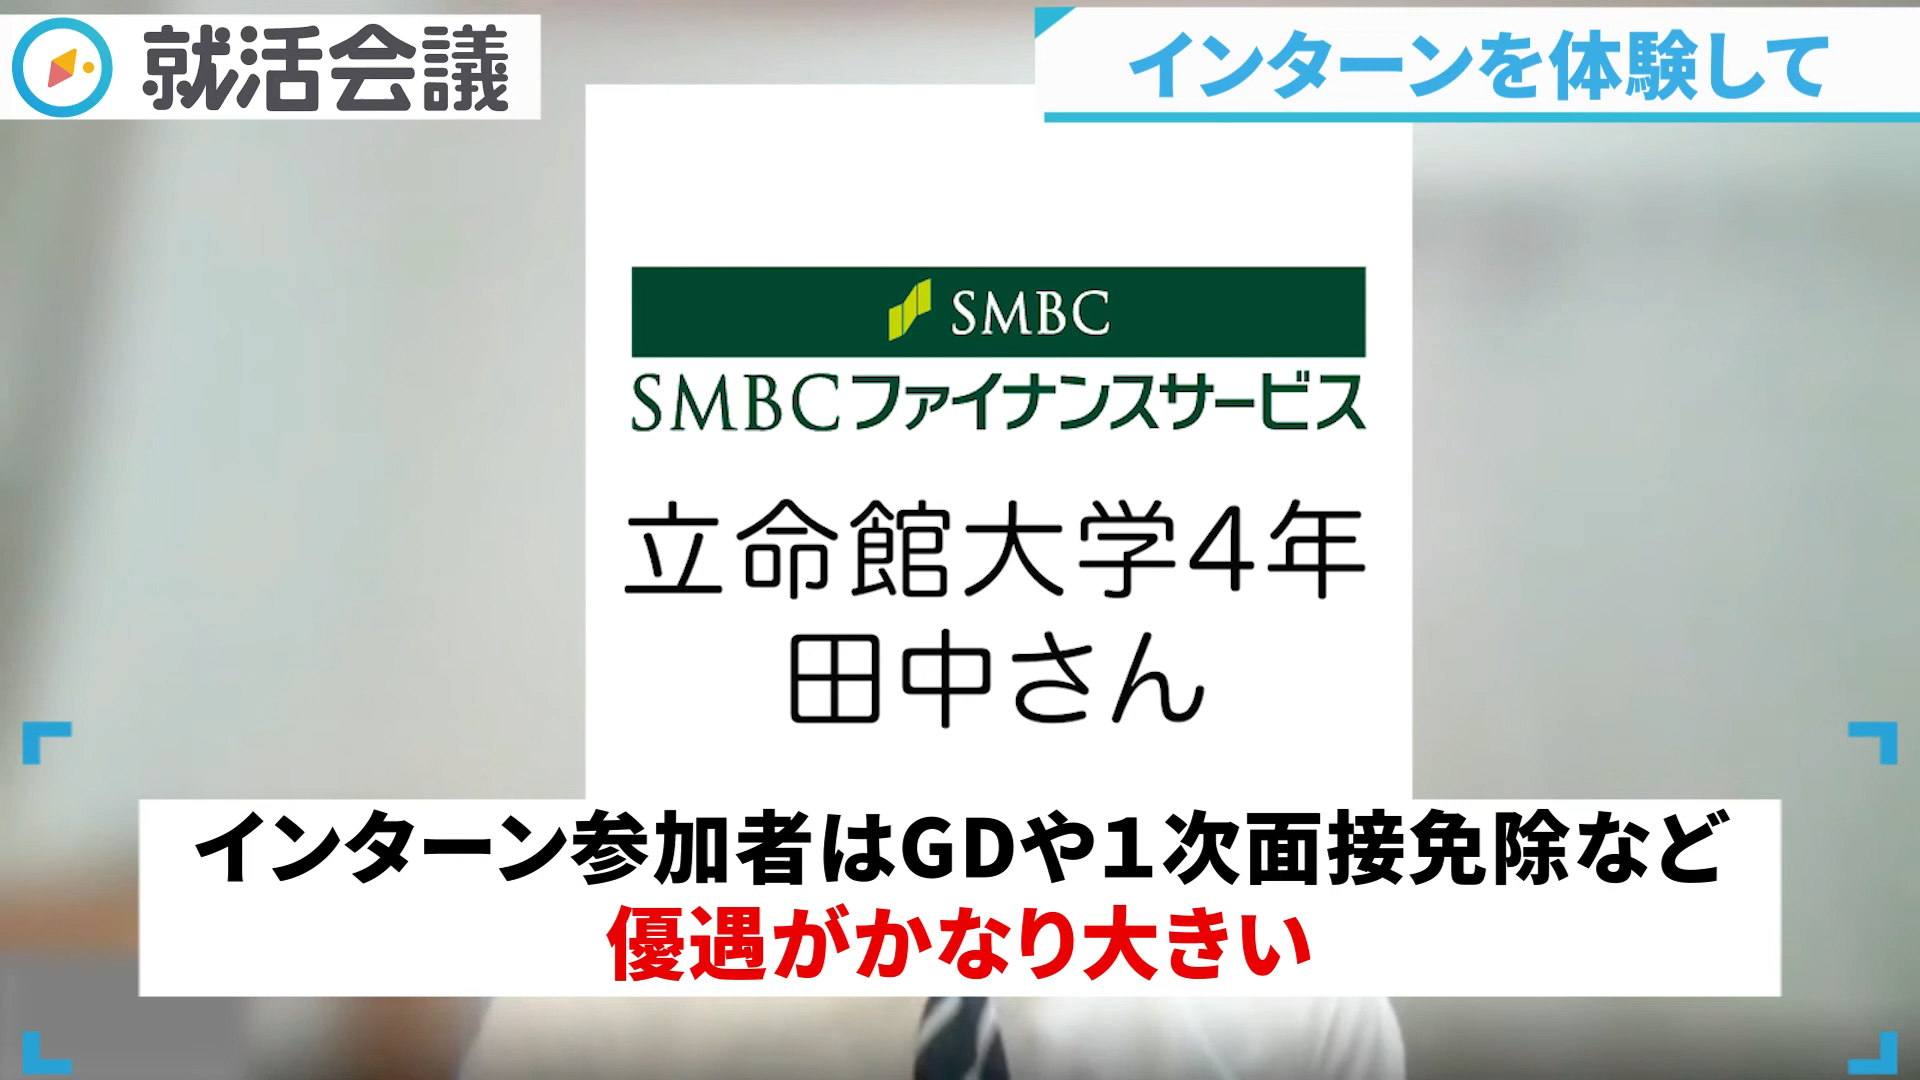 就活会議
インターンを体験して
SMBC
SMBCファイナンスサービス
立命館大学4年
田中さん
インターン参加者はGDや1次面接免除など
優遇がかなり大きい